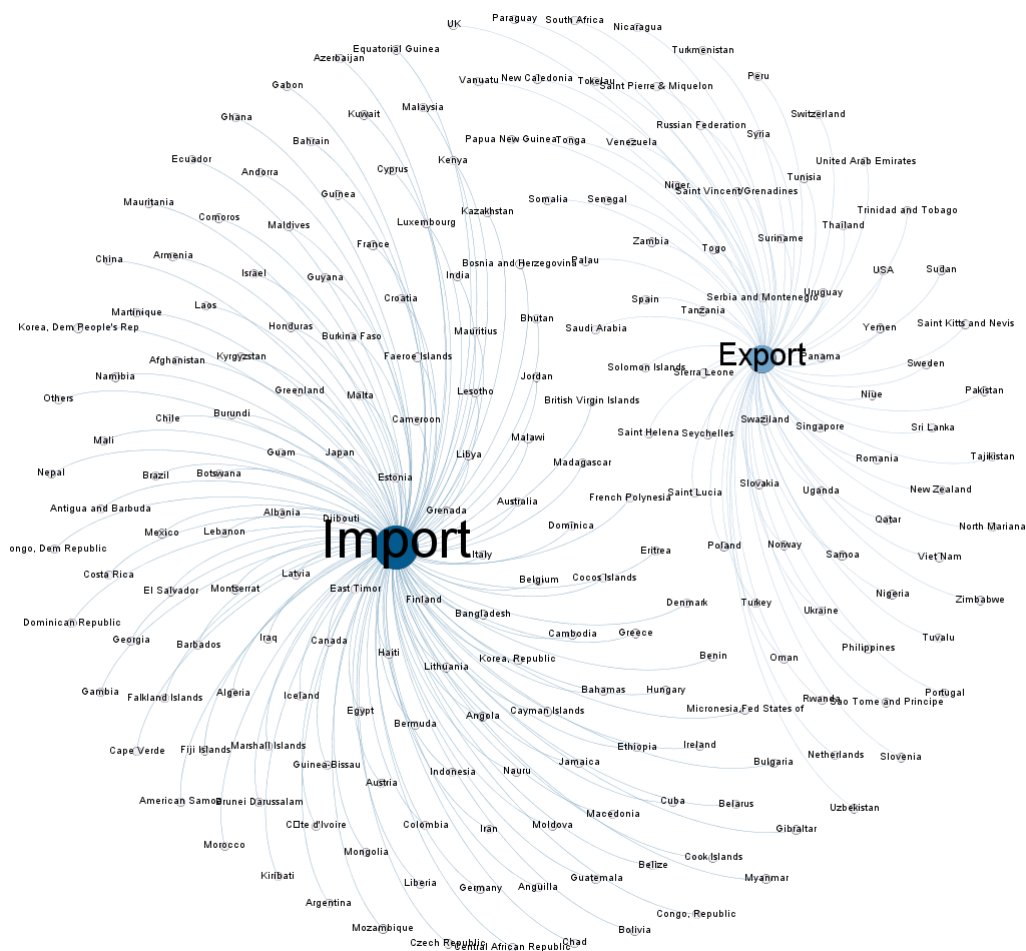 UK
Paraguay
South Africa
Nicaragua
Equatorial Guinea
Turkmenistan
Azerbaijan
Gabon
Vanuatu
New Caledonia
Tokelau
Saint Pierre & Miquelon
Peru
Ghana
Kuwait
Malaysia
Switzerland
Bahrain
Papua New Guinea
Tonga
Venezuela
Russian Federation
Syria
Ecuador
Andorra
Cyprus
Kenya
United Arab Emirates
Mauritania
Guinea
Niger
Saint Vincent/Grenadines
Tunisia
Comoros
Maldives
Luxembourg
Kazakhstan
Somalia
Senegal
Trinidad and Tobago
Thailand
China
Armenia
France
Zambia
Togo
Suriname
Israel
Guyana
India
Bosnia and Herzegovina
Palau
USA
Sudan
Martinique
Laos
Croatia
Spain
Serbia and Montenegro
Uruguay
Tanzania
Korea, Dem People's Rep
Honduras
Burkina Faso
Mauritius
Bhutan
Saudi Arabia
Yemen
Saint Kitts and Nevis
Afghanistan
Kyrgyzstan
Faeroe Islands
Export
Panama
Namibia
Greenland
Malta
Lesotho
Jordan
Solomon Islands
Sierra Leone
Sweden
Others
Chile
Burundi
Cameroon
British Virgin Islands
Niue
Pakistan
Mali
Guam
Japan
Libya
Malawi
Saint Helena
Seychelles
Swaziland
Singapore
Sri Lanka
Nepal
Brazil
Botswana
Estonia
Madagascar
Romania
Tajikistan
Antigua and Barbuda
Albania
Djibouti
Grenada
Australia
French Polynesia
Saint Lucia
Slovakia
Uganda
New Zealand
Mexico
Lebanon
Import
Dominica
Qatar
North Mariana
ongo, Dem Republic
Italy
Eritrea
Poland
Norway
Samoa
Viet Nam
Costa Rica
El Salvador
Montserrat
Latvia
East Timor
Finland
Belgium
Cocos Islands
Nigeria
Zimbabwe
Dominican Republic
Bangladesh
Denmark
Turkey
Ukraine
Georgia
Barbados
Iraq
Canada
Haiti
Cambodia
Greece
Tuvalu
Lithuania
Korea, Republic
Benin
Oman
Philippines
Gambia
Falkland Islands
Algeria
Iceland
Bahamas
Hungary
Portugal
Egypt
Bermuda
Angola
Cayman Islands
Micronesia,Fed States of
Rwanda
Sao Tome and Principe
Cape Verde
Fiji Islands
Marshall Islands
Ethiopia
Ireland
Guinea-Bissau
Austria
Indonesia
Nauru
Jamaica
Bulgaria
Netherlands
Slovenia
American Samoa
Brunei Darussalam
Cuba
Belarus
Uzbekistan
C□te d'Ivoire
Colombia
Iran
Moldova
Macedonia
Gibraltar
Morocco
Mongolia
Belize
Cook Islands
Kiribati
Liberia
Germany
Anguilla
Guatemala
Myanmar
Argentina
Congo, Republic
Mozambique
Czech Republic
Central African Republic
Chad
Bolivia